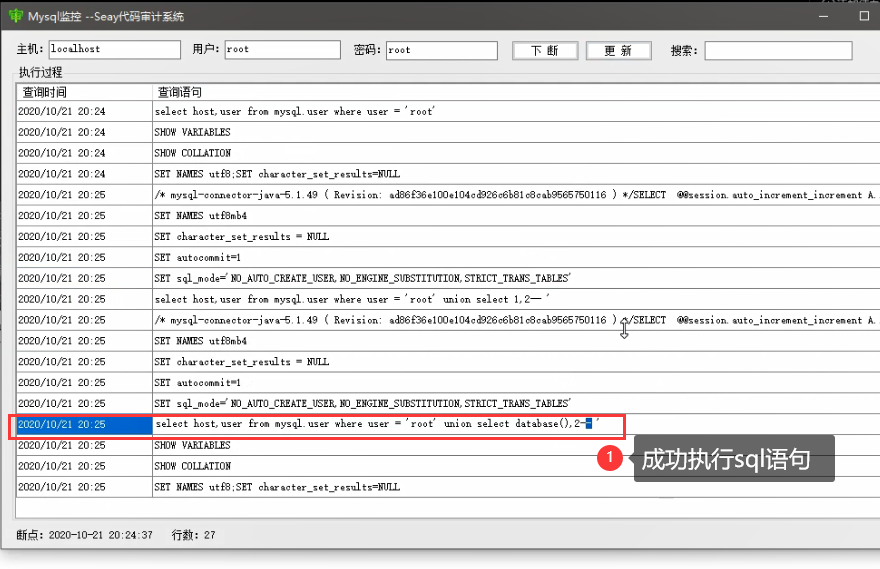 Mysql监控 --Seay代码审计系统
主机: localhost 用户: root 密码: root 下 断 更 新 搜索:
执行过程
查询时间 查询语句
2020/10/21 20:24 select host,user from mysql.user where user = 'root'
2020/10/21 20:24 SHOW VARIABLES
2020/10/21 20:24 SHOW COLLATION
2020/10/21 20:24 SET NAMES utf8;SET character_set_results=NULL
2020/10/21 20:25 /* mysql-connector-java-5.1.49 ( Revision: ad86f36e100e104cd926c6b81c8cab9565750116 ) */SELECT @@session.auto_increment_increment A..
2020/10/21 20:25 SET NAMES utf8mb4
2020/10/21 20:25 SET character_set_results = NULL
2020/10/21 20:25 SET autocommit=1
2020/10/21 20:25 SET sql_mode='NO_AUTO_CREATE_USER,NO_ENGINE_SUBSTITUTION,STRICT_TRANS_TABLES'
2020/10/21 20:25 select host,user from mysql.user where user = 'root' union select 1,2-- '
2020/10/21 20:25 /* mysql-connector-java-5.1.49 ( Revision: ad86f36e100e104cd926c6b81c8cab9565750116 ) */SELECT @@session.auto_increment_increment A..
2020/10/21 20:25 SET NAMES utf8mb4
2020/10/21 20:25 SET character_set_results = NULL
2020/10/21 20:25 SET autocommit=1
2020/10/21 20:25 SET sql_mode='NO_AUTO_CREATE_USER,NO_ENGINE_SUBSTITUTION,STRICT_TRANS_TABLES'
2020/10/21 20:25 select host,user from mysql.user where user = 'root' union select database(),2-- '
2020/10/21 20:25 SHOW VARIABLES
2020/10/21 20:25 SHOW COLLATION
2020/10/21 20:25 SET NAMES utf8;SET character_set_results=NULL
1 成功执行sql语句
断点: 2020-10-21 20:24:37 行数: 27